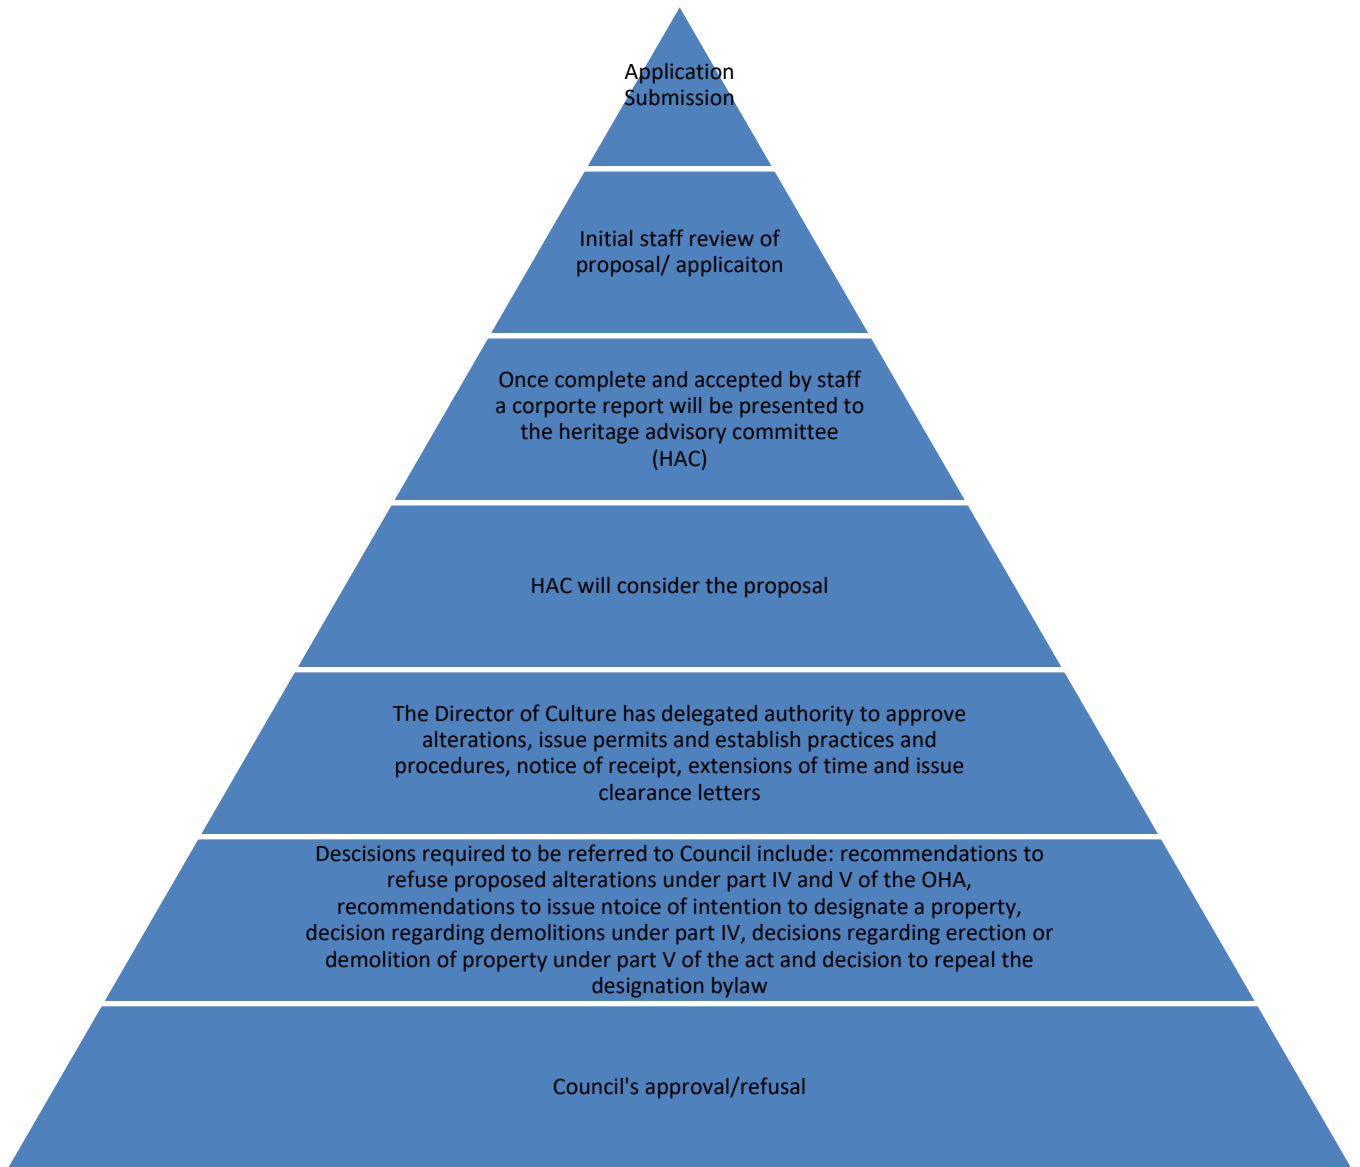 Application
Submission
Initial staff review of
proposal/ applicaiton
Once complete and accepted by staff
a corporte report will be presented to
the heritage advisory committee
(HAC)
HAC will consider the proposal
The Director of Culture has delegated authority to approve
alterations, issue permits and establish practices and
procedures, notice of receipt, extensions of time and issue
clearance letters
Descisions required to be referred to Council include: recommendations to
refuse proposed alterations under part IV and V of the OHA,
recommendations to issue ntoice of intention to designate a property,
decision regarding demolitions under part IV, decisions regarding erection or
demolition of property under part V of the act and decision to repeal the
designation bylaw
Council's approval/refusal